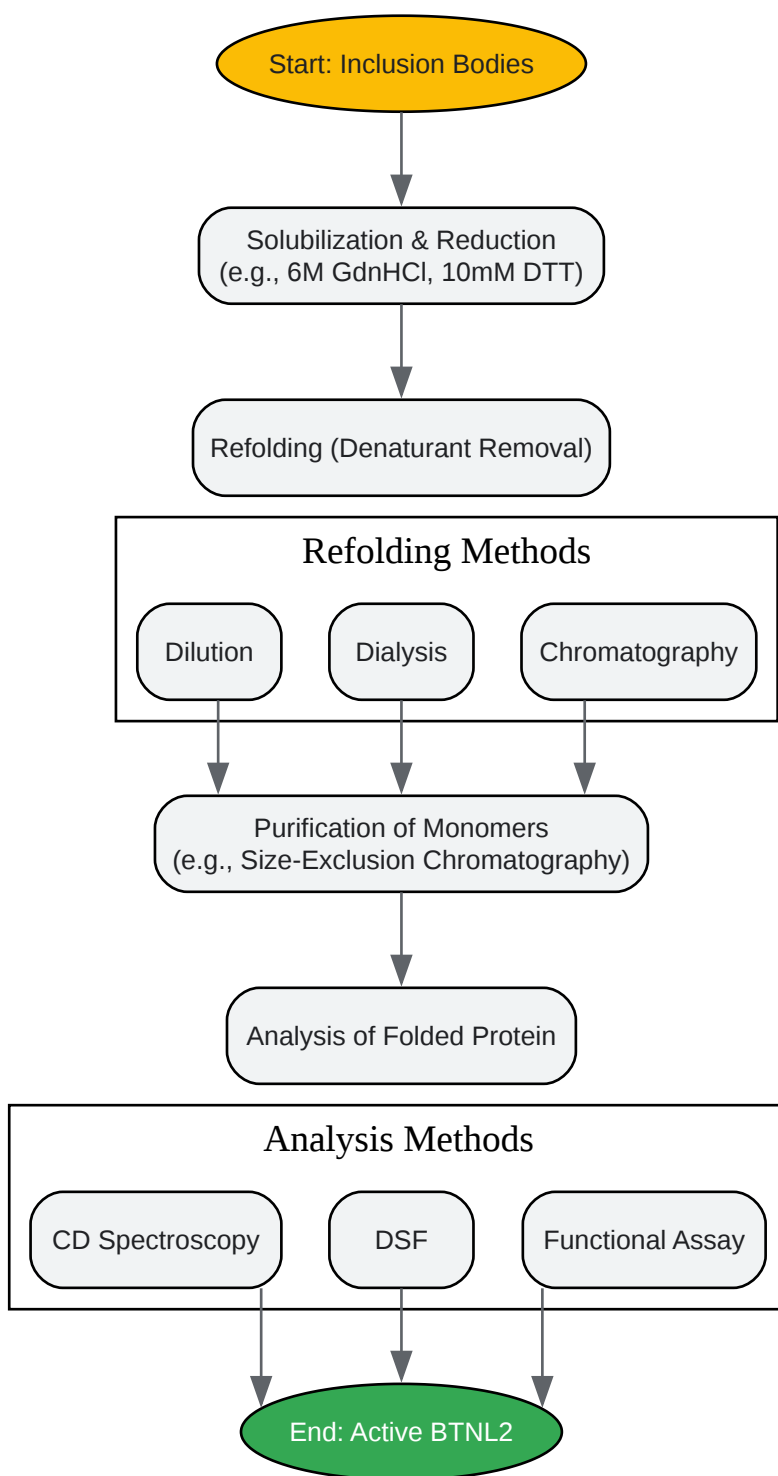 Start: Inclusion Bodies
Solubilization & Reduction
(e.g., 6M GdnHCl, 10mM DTT)
Refolding (Denaturant Removal)
Refolding Methods
Dilution
Dialysis
Chromatography
Purification of Monomers
(e.g., Size-Exclusion Chromatography)
Analysis of Folded Protein
Analysis Methods
CD Spectroscopy
DSF
Functional Assay
End: Active BTNL2